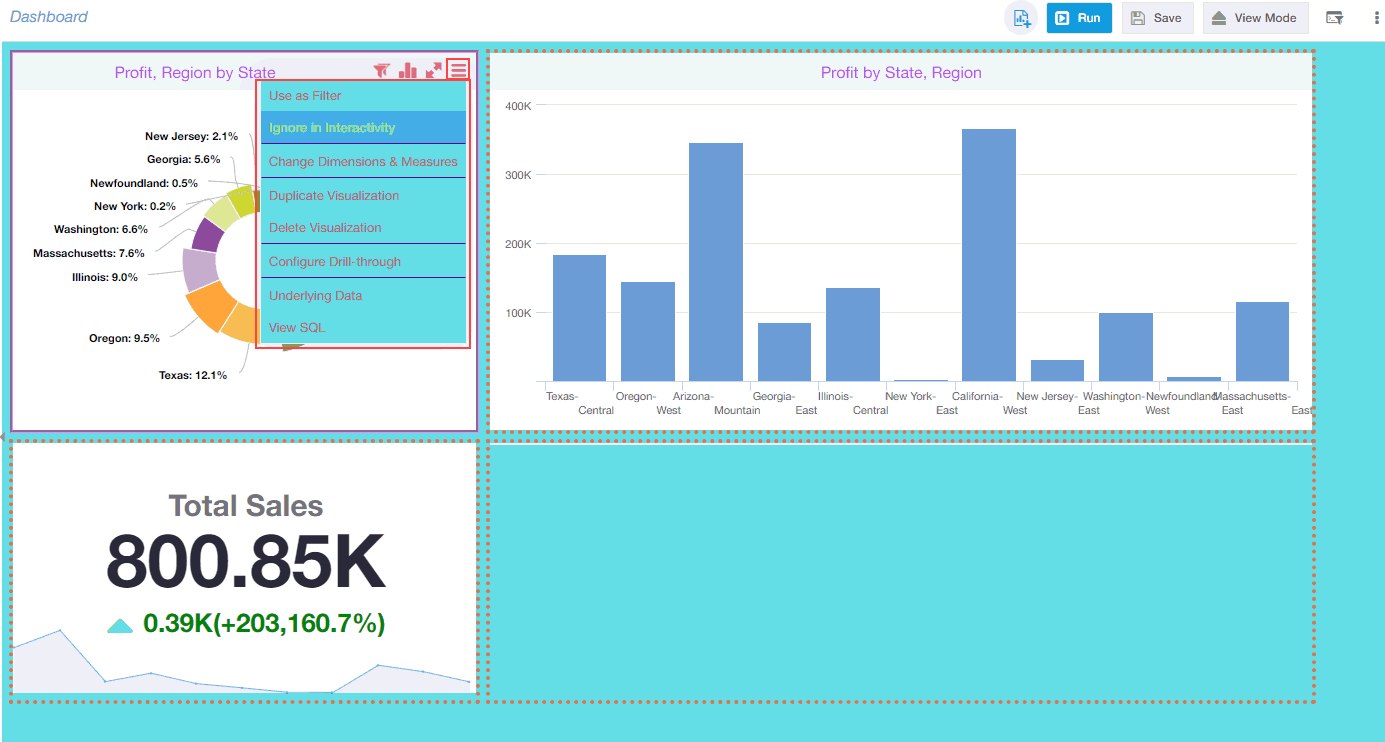 Dashboard
Run
Save
View Mode
Profit, Region by State
Use as Filter
Ignore in Interactivity
Change Dimensions & Measures
Duplicate Visualization
Delete Visualization
Configure Drill-through
Underlying Data
View SQL
New Jersey: 2.1%
Georgia: 5.6%
Newfoundland: 0.5%
New York: 0.2%
Washington: 6.6%
Massachusetts: 7.6%
Illinois: 9.0%
Oregon: 9.5%
Texas: 12.1%
Profit by State, Region
400K
300K
200K
100K
Texas- Oregon- Arizona- Georgia- Illinois- New York- California- New Jersey- Washington- Newfoundland- Massachusetts-
Central West Mountain East Central East West East West East East
Total Sales
800.85K
0.39K(+203,160.7%)